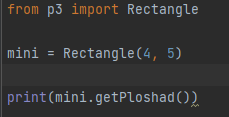 from p3 import Rectangle
mini = Rectangle(4, 5)
print(mini.getPloshad())